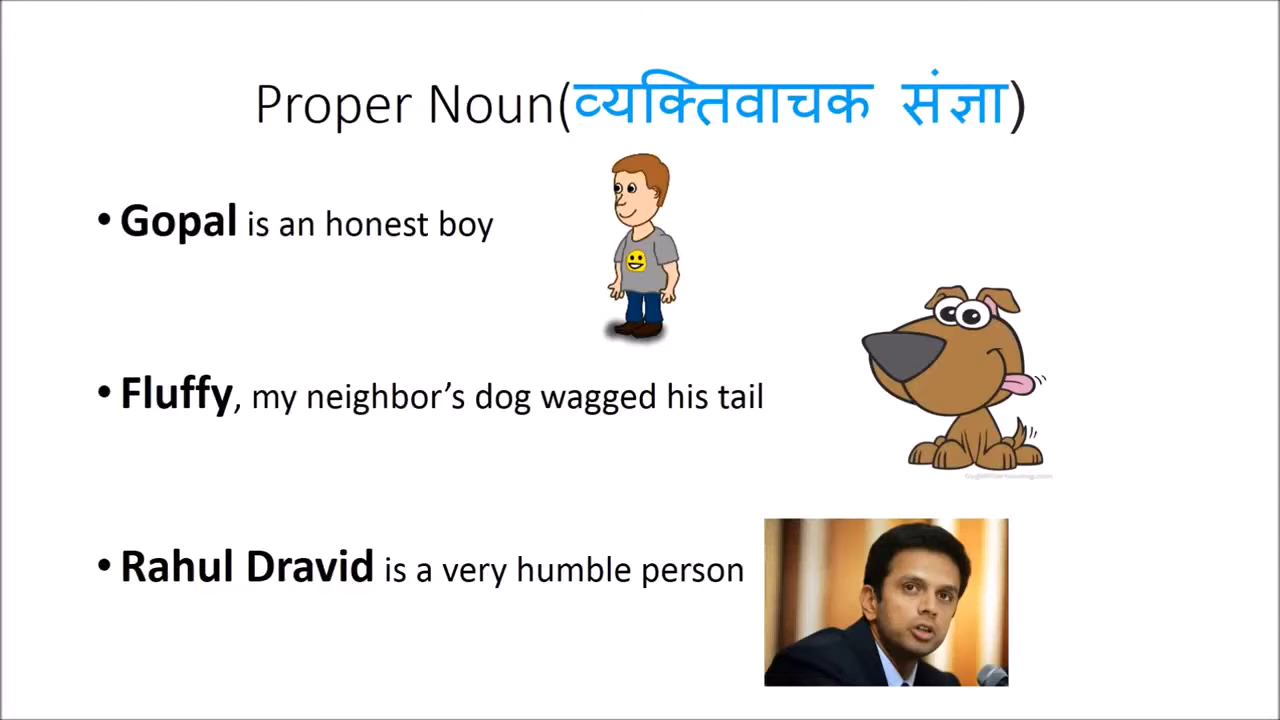 Proper Noun(व्यक्तिवाचक संज्ञा)
• Gopal is an honest boy
• Fluffy, my neighbor’s dog wagged his tail
• Rahul Dravid is a very humble person